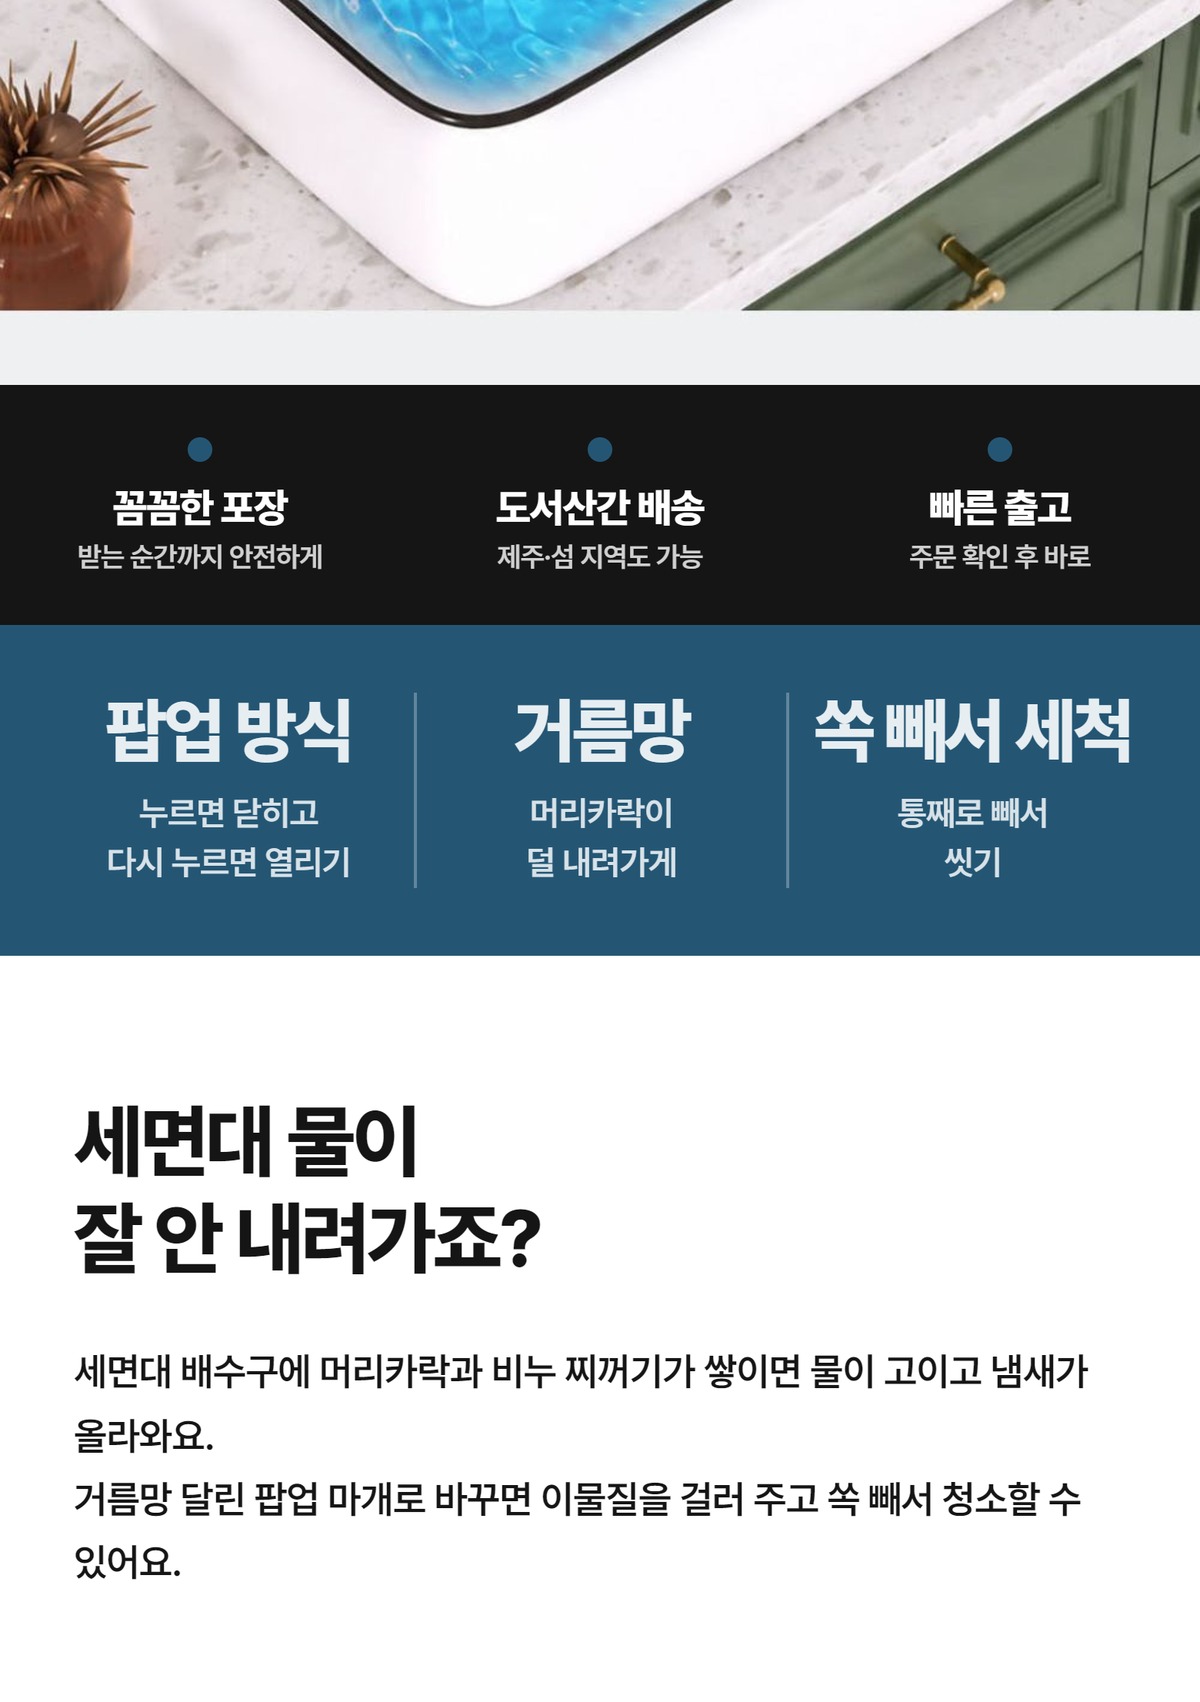 꼼꼼한 포장
받는 순간까지 안전하게
도서산간 배송
제주·섬 지역도 가능
빠른 출고
주문 확인 후 바로
팝업 방식
누르면 닫히고
다시 누르면 열리기
거름망
머리카락이
덜 내려가게
쏙 빼서 세척
통째로 빼서
씻기
세면대 물이
잘 안 내려가죠?
세면대 배수구에 머리카락과 비누 찌꺼기가 쌓이면 물이 고이고 냄새가
올라와요.
거름망 달린 팝업 마개로 바꾸면 이물질을 걸러 주고 쏙 빼서 청소할 수
있어요.